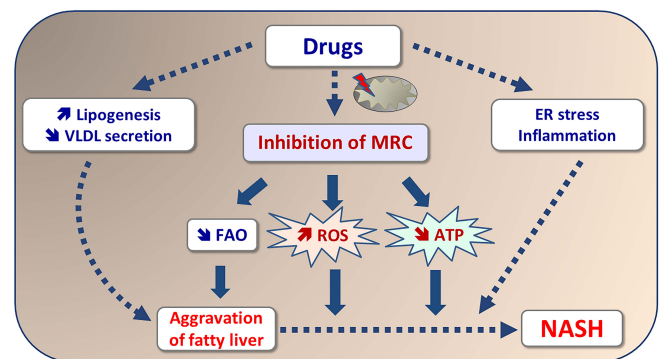 Drugs
↗ Lipogenesis
↘ VLDL secretion
ER stress
Inflammation
Inhibition of MRC
↘ FAO
↗ ROS
↘ ATP
Aggravation
of fatty liver
NASH